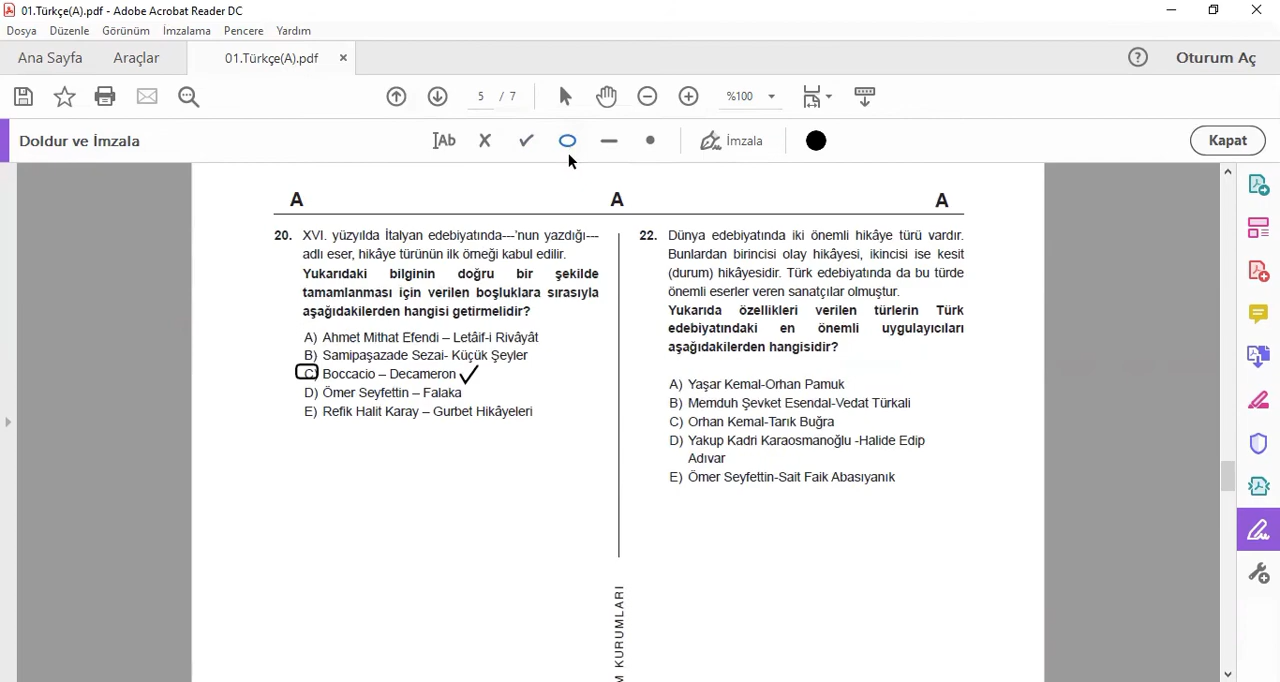 01.Türkçe(A).pdf - Adobe Acrobat Reader DC
Dosya Düzenle Görünüm İmzalama Pencere Yardım
Ana Sayfa Araçlar 01.Türkçe(A).pdf × ? Oturum Aç
5 / 7 %100
Doldur ve İmzala Ab İmzala Kapat
A A A
20. XVI. yüzyılda İtalyan edebiyatında---'nun yazdığı---
adlı eser, hikâye türünün ilk örneği kabul edilir.
Yukarıdaki bilginin doğru bir şekilde
tamamlanması için verilen boşluklara sırasıyla
aşağıdakilerden hangisi getirmelidir?
A) Ahmet Mithat Efendi – Letâif-i Rivâyât
B) Samipaşazade Sezai- Küçük Şeyler
C) Boccacio – Decameron
D) Ömer Seyfettin – Falaka
E) Refik Halit Karay – Gurbet Hikâyeleri
22. Dünya edebiyatında iki önemli hikâye türü vardır.
Bunlardan birincisi olay hikâyesi, ikincisi ise kesit
(durum) hikâyesidir. Türk edebiyatında da bu türde
önemli eserler veren sanatçılar olmuştur.
Yukarıda özellikleri verilen türlerin Türk
edebiyatındaki en önemli uygulayıcıları
aşağıdakilerden hangisidir?
A) Yaşar Kemal-Orhan Pamuk
B) Memduh Şevket Esendal-Vedat Türkali
C) Orhan Kemal-Tarık Buğra
D) Yakup Kadri Karaosmanoğlu -Halide Edip
Adıvar
E) Ömer Seyfettin-Sait Faik Abasıyanık
M KURUMLARI